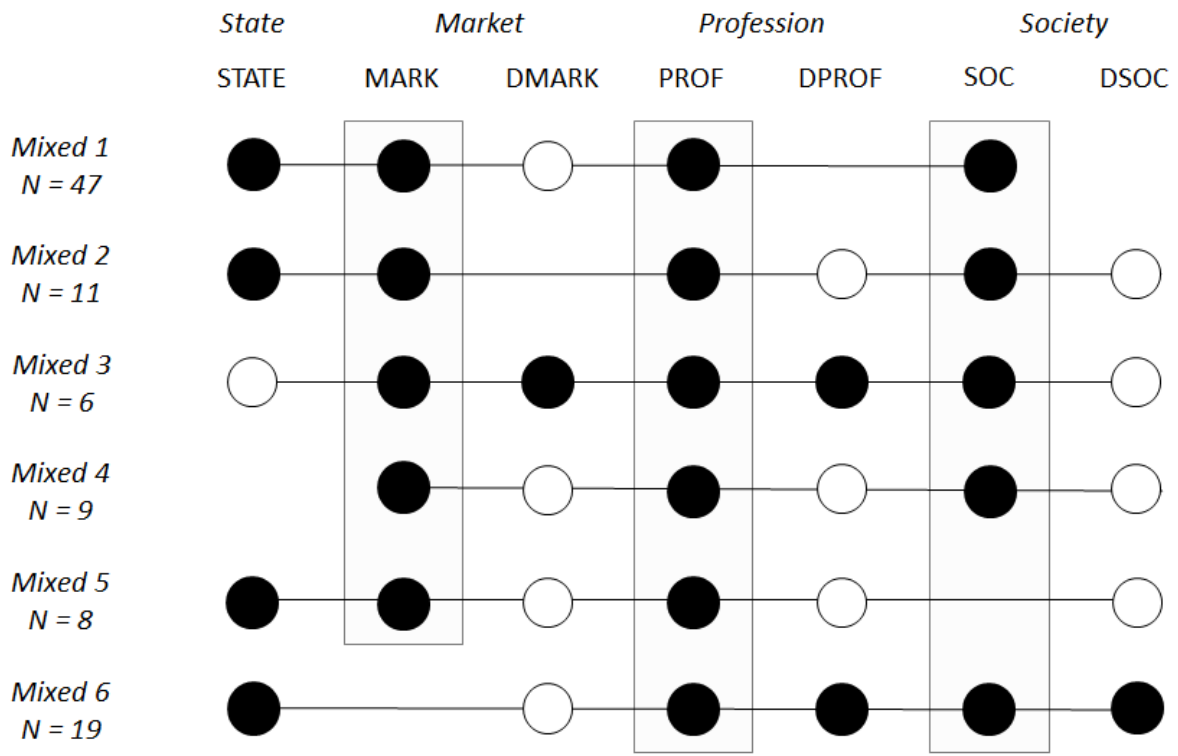 State Market Profession Society
STATE MARK DMARK PROF DPROF SOC DSOC
Mixed 1
N = 47
Mixed 2
N = 11
Mixed 3
N = 6
Mixed 4
N = 9
Mixed 5
N = 8
Mixed 6
N = 19